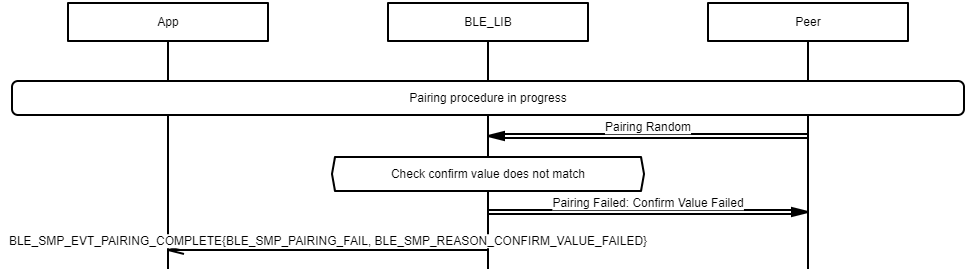 App
BLE_LIB
Peer
Pairing procedure in progress
Pairing Random
Check confirm value does not match
Pairing Failed: Confirm Value Failed
BLE_SMP_EVT_PAIRING_COMPLETE{BLE_SMP_PAIRING_FAIL, BLE_SMP_REASON_CONFIRM_VALUE_FAILED}